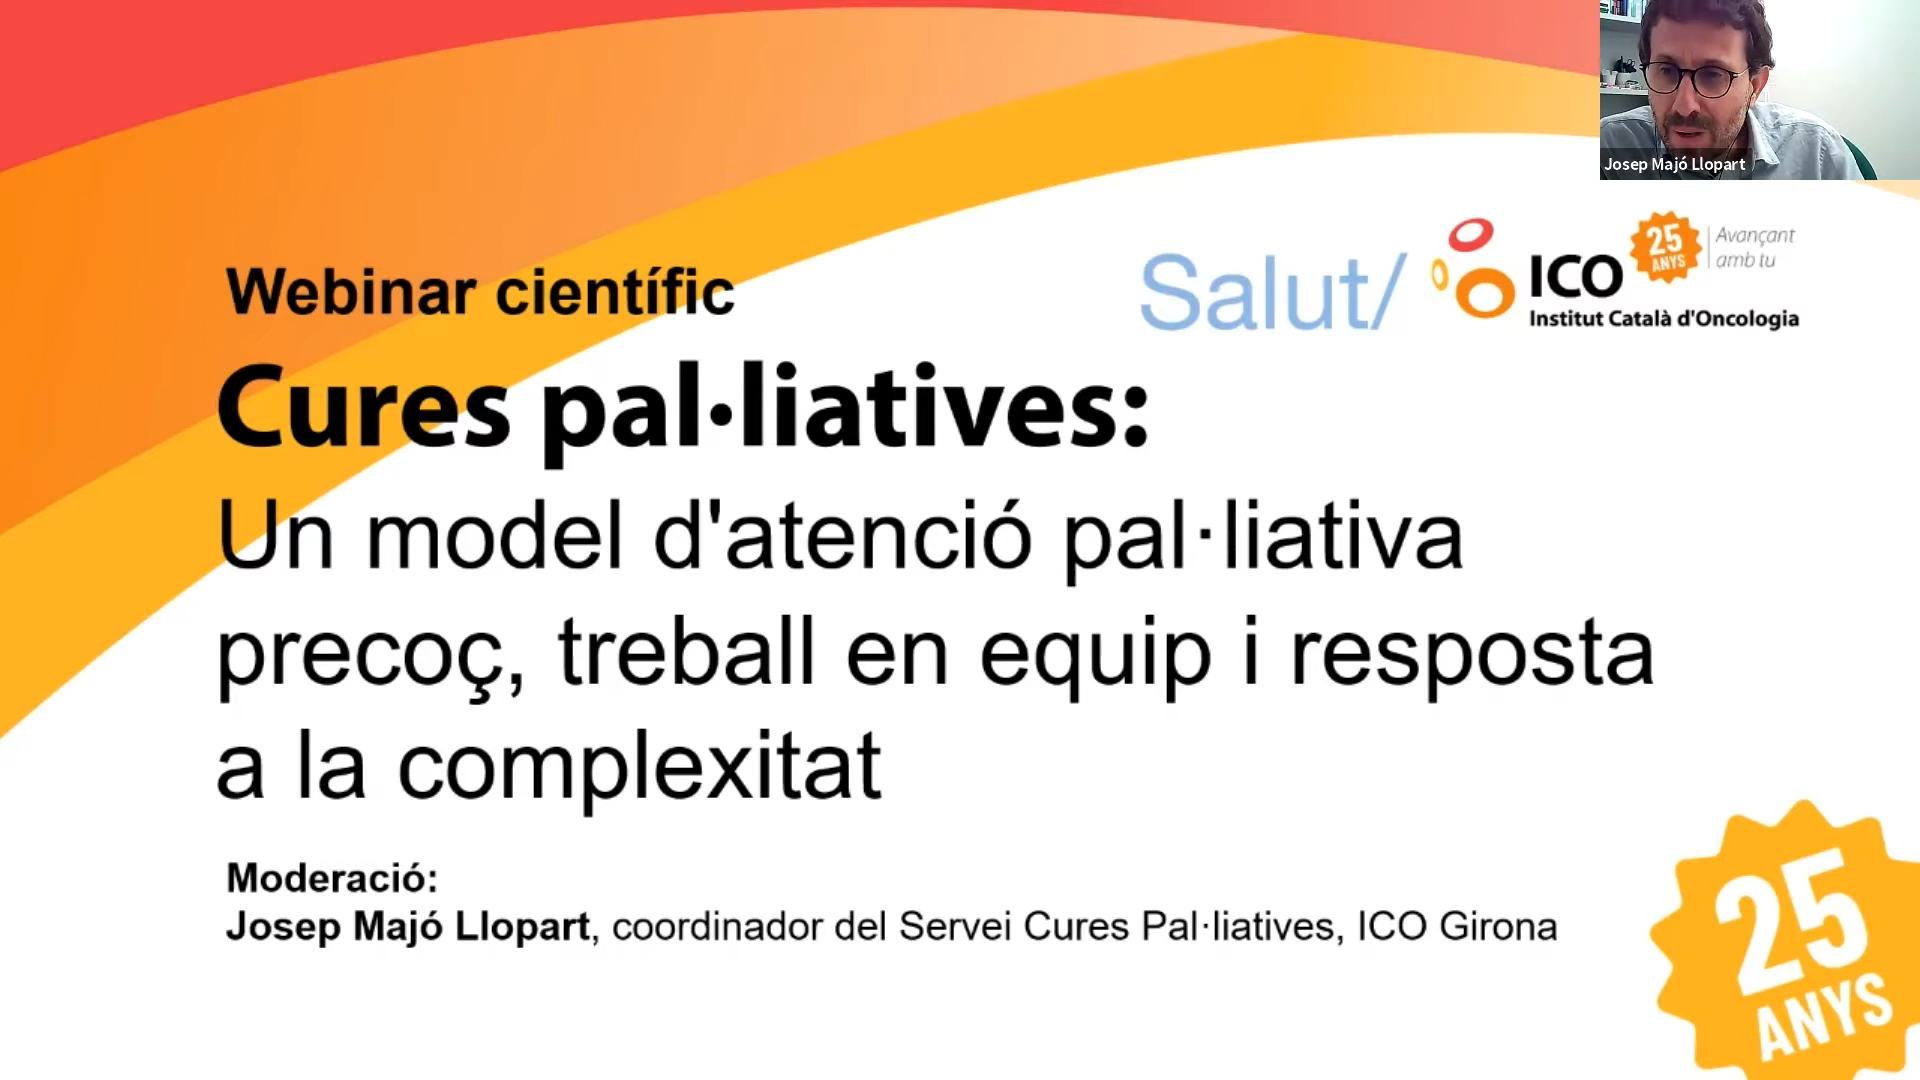 Josep Majó Llopart
Salut/
ICO
25
ANYS
Avançant
amb tu
Institut Català d'Oncologia
Webinar científic
Cures pal·liatives:
Un model d'atenció pal·liativa
precoç, treball en equip i resposta
a la complexitat
Moderació:
Josep Majó Llopart, coordinador del Servei Cures Pal·liatives, ICO Girona
25
ANYS